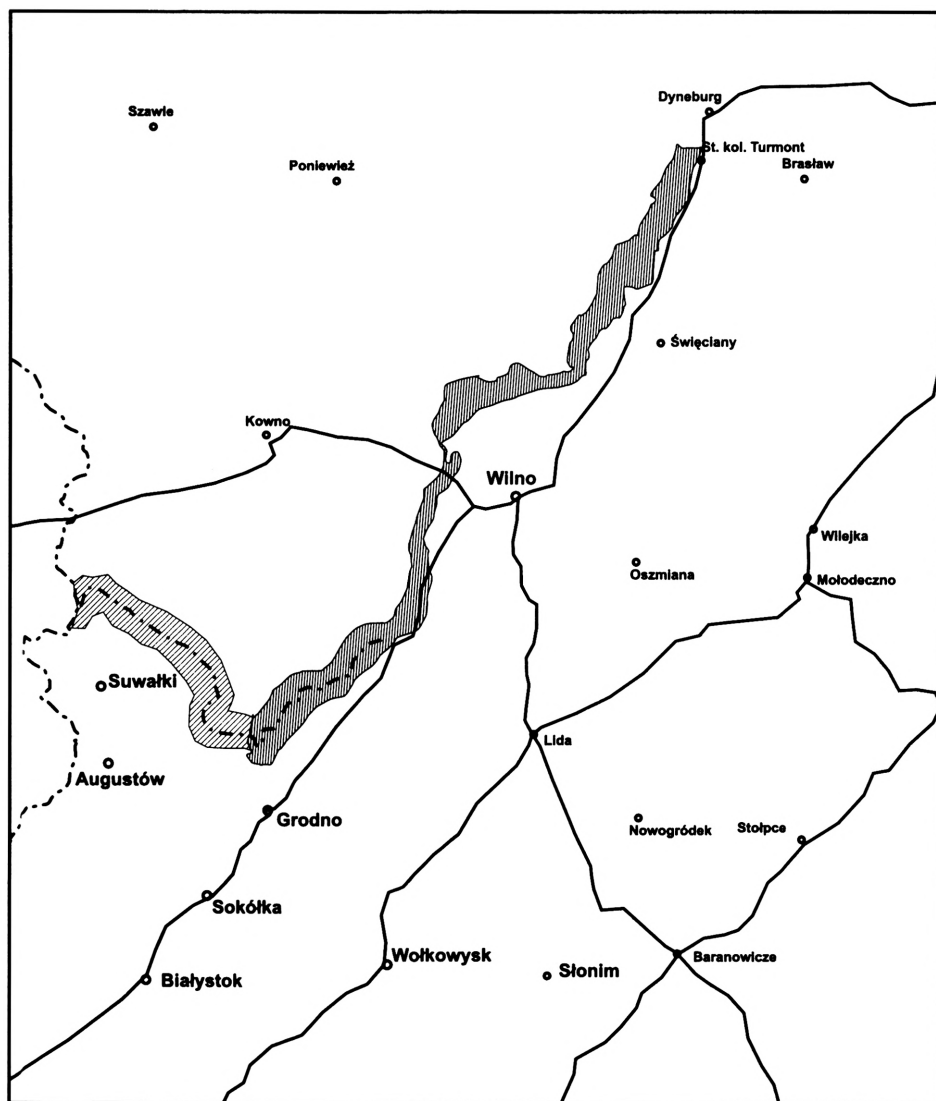 Dyneburg
Szawle
St. kol. Turmont
Poniewież
Brasław
Święciany
Kowno
Wilno
Wilejka
Oszmiana
Mołodeczno
Suwałki
Lida
Augustów
Grodno
Nowogródek
Stołpce
Sokółka
Wołkowysk
Baranowicze
Słonim
Białystok